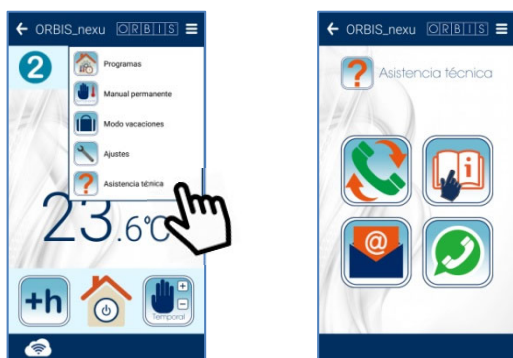 ORBIS_nexu ORBIS
2
Programas
Manual permanente
Modo vacaciones
Ajustes
? Asistencia técnica
23.6°C
+h
+
-
Temporal
ORBIS_nexu ORBIS
? Asistencia técnica
i
@